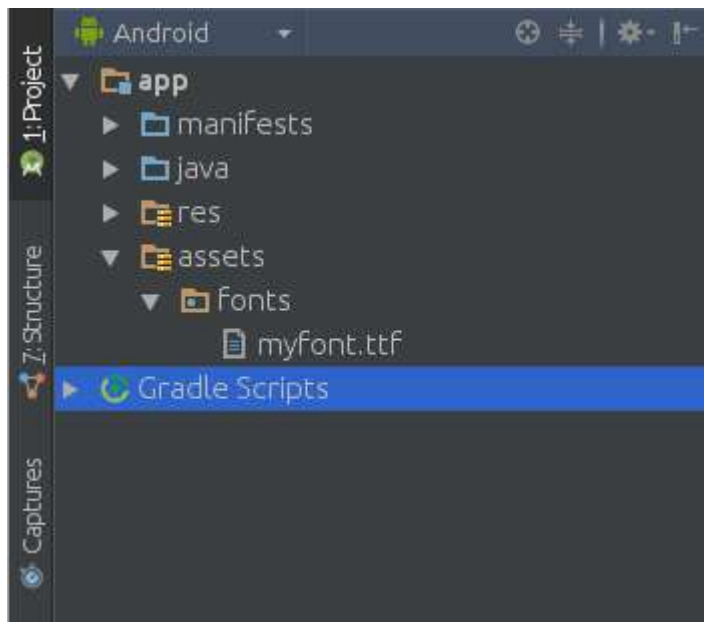 Android
app
manifests
java
res
assets
fonts
myfont.ttf
Gradle Scripts
1: Project
7: Structure
Captures